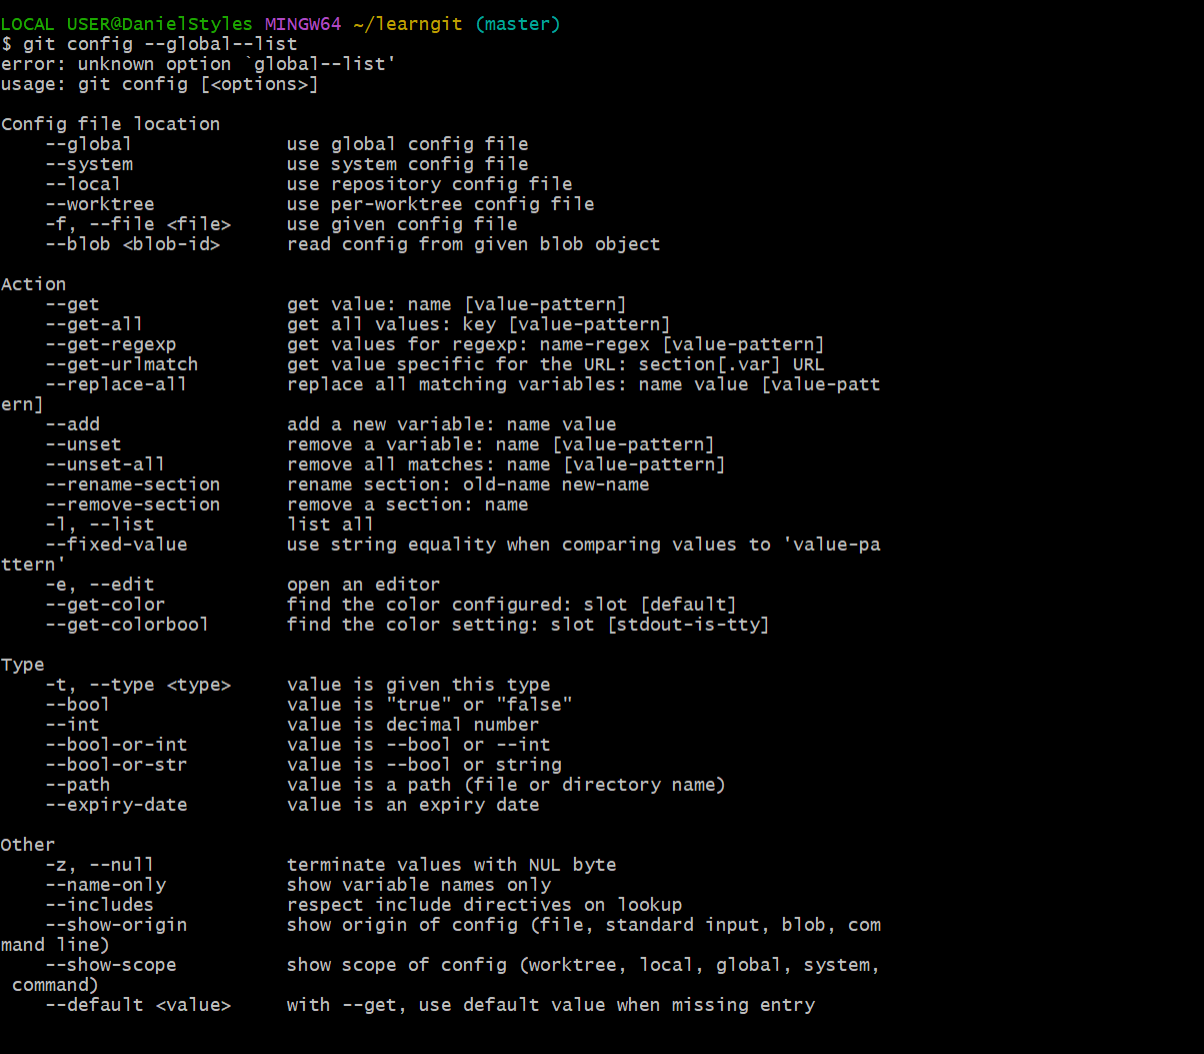 LOCAL USER@DanielStyles MINGW64 ~/learngit (master)
$ git config --global--list
error: unknown option `global--list'
usage: git config [<options>]

Config file location
    --global              use global config file
    --system              use system config file
    --local               use repository config file
    --worktree            use per-worktree config file
    -f, --file <file>     use given config file
    --blob <blob-id>      read config from given blob object

Action
    --get                 get value: name [value-pattern]
    --get-all             get all values: key [value-pattern]
    --get-regexp          get values for regexp: name-regex [value-pattern]
    --get-urlmatch        get value specific for the URL: section[.var] URL
    --replace-all         replace all matching variables: name value [value-patt
ern]
    --add                 add a new variable: name value
    --unset               remove a variable: name [value-pattern]
    --unset-all           remove all matches: name [value-pattern]
    --rename-section      rename section: old-name new-name
    --remove-section      remove a section: name
    -l, --list            list all
    --fixed-value         use string equality when comparing values to 'value-pa
ttern'
    -e, --edit            open an editor
    --get-color           find the color configured: slot [default]
    --get-colorbool       find the color setting: slot [stdout-is-tty]

Type
    -t, --type <type>     value is given this type
    --bool                value is "true" or "false"
    --int                 value is decimal number
    --bool-or-int         value is --bool or --int
    --bool-or-str         value is --bool or string
    --path                value is a path (file or directory name)
    --expiry-date         value is an expiry date

Other
    -z, --null            terminate values with NUL byte
    --name-only           show variable names only
    --includes            respect include directives on lookup
    --show-origin         show origin of config (file, standard input, blob, com
mand line)
    --show-scope          show scope of config (worktree, local, global, system,
 command)
    --default <value>     with --get, use default value when missing entry